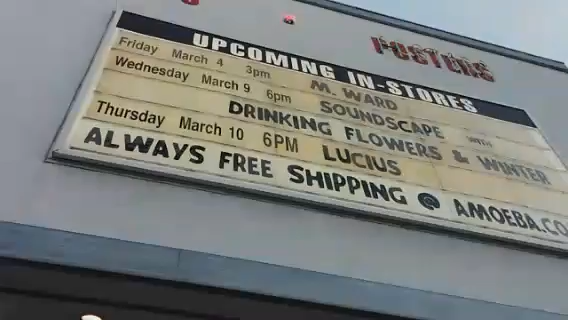 POSTERS
UPCOMING IN-STORES
Friday March 4 3pm M. WARD
Wednesday March 9 6pm SOUNDSCAPE WITH
DRINKING FLOWERS & WINTER
Thursday March 10 6PM LUCIUS
ALWAYS FREE SHIPPING @ AMOEBA.CO